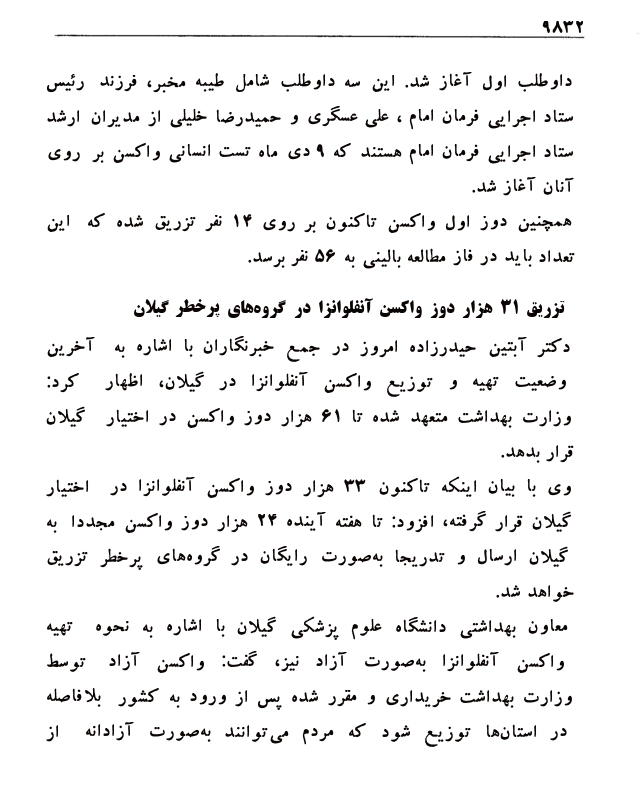 ۹۸۳۲
داوطلب اول آغاز شد. این سه داوطلب شامل طیبه مخبر، فرزند رئیس
ستاد اجرایی فرمان امام ، علی عسگری و حمیدرضا خلیلی از مدیران ارشد
ستاد اجرایی فرمان امام هستند که ۹ دی ماه تست انسانی واکسن بر روی
آنان آغاز شد.
همچنین دوز اول واکسن تاکنون بر روی ۱۴ نفر تزریق شده که این
تعداد باید در فاز مطالعه بالینی به ۵۶ نفر برسد.
تزریق ۳۱ هزار دوز واکسن آنفلوانزا در گروه‌های پرخطر گیلان
دکتر آبتین حیدرزاده امروز در جمع خبرنگاران با اشاره به آخرین
وضعیت تهیه و توزیع واکسن آنفلوانزا در گیلان، اظهار کرد:
وزارت بهداشت متعهد شده تا ۶۱ هزار دوز واکسن در اختیار گیلان
قرار بدهد.
وی با بیان اینکه تاکنون ۳۳ هزار دوز واکسن آنفلوانزا در اختیار
گیلان قرار گرفته، افزود: تا هفته آینده ۲۴ هزار دوز واکسن مجددا به
گیلان ارسال و تدریجا به‌صورت رایگان در گروه‌های پرخطر تزریق
خواهد شد.
معاون بهداشتی دانشگاه علوم پزشکی گیلان با اشاره به نحوه تهیه
واکسن آنفلوانزا به‌صورت آزاد نیز، گفت: واکسن آزاد توسط
وزارت بهداشت خریداری و مقرر شده پس از ورود به کشور بلافاصله
در استان‌ها توزیع شود که مردم می‌توانند به‌صورت آزادانه از